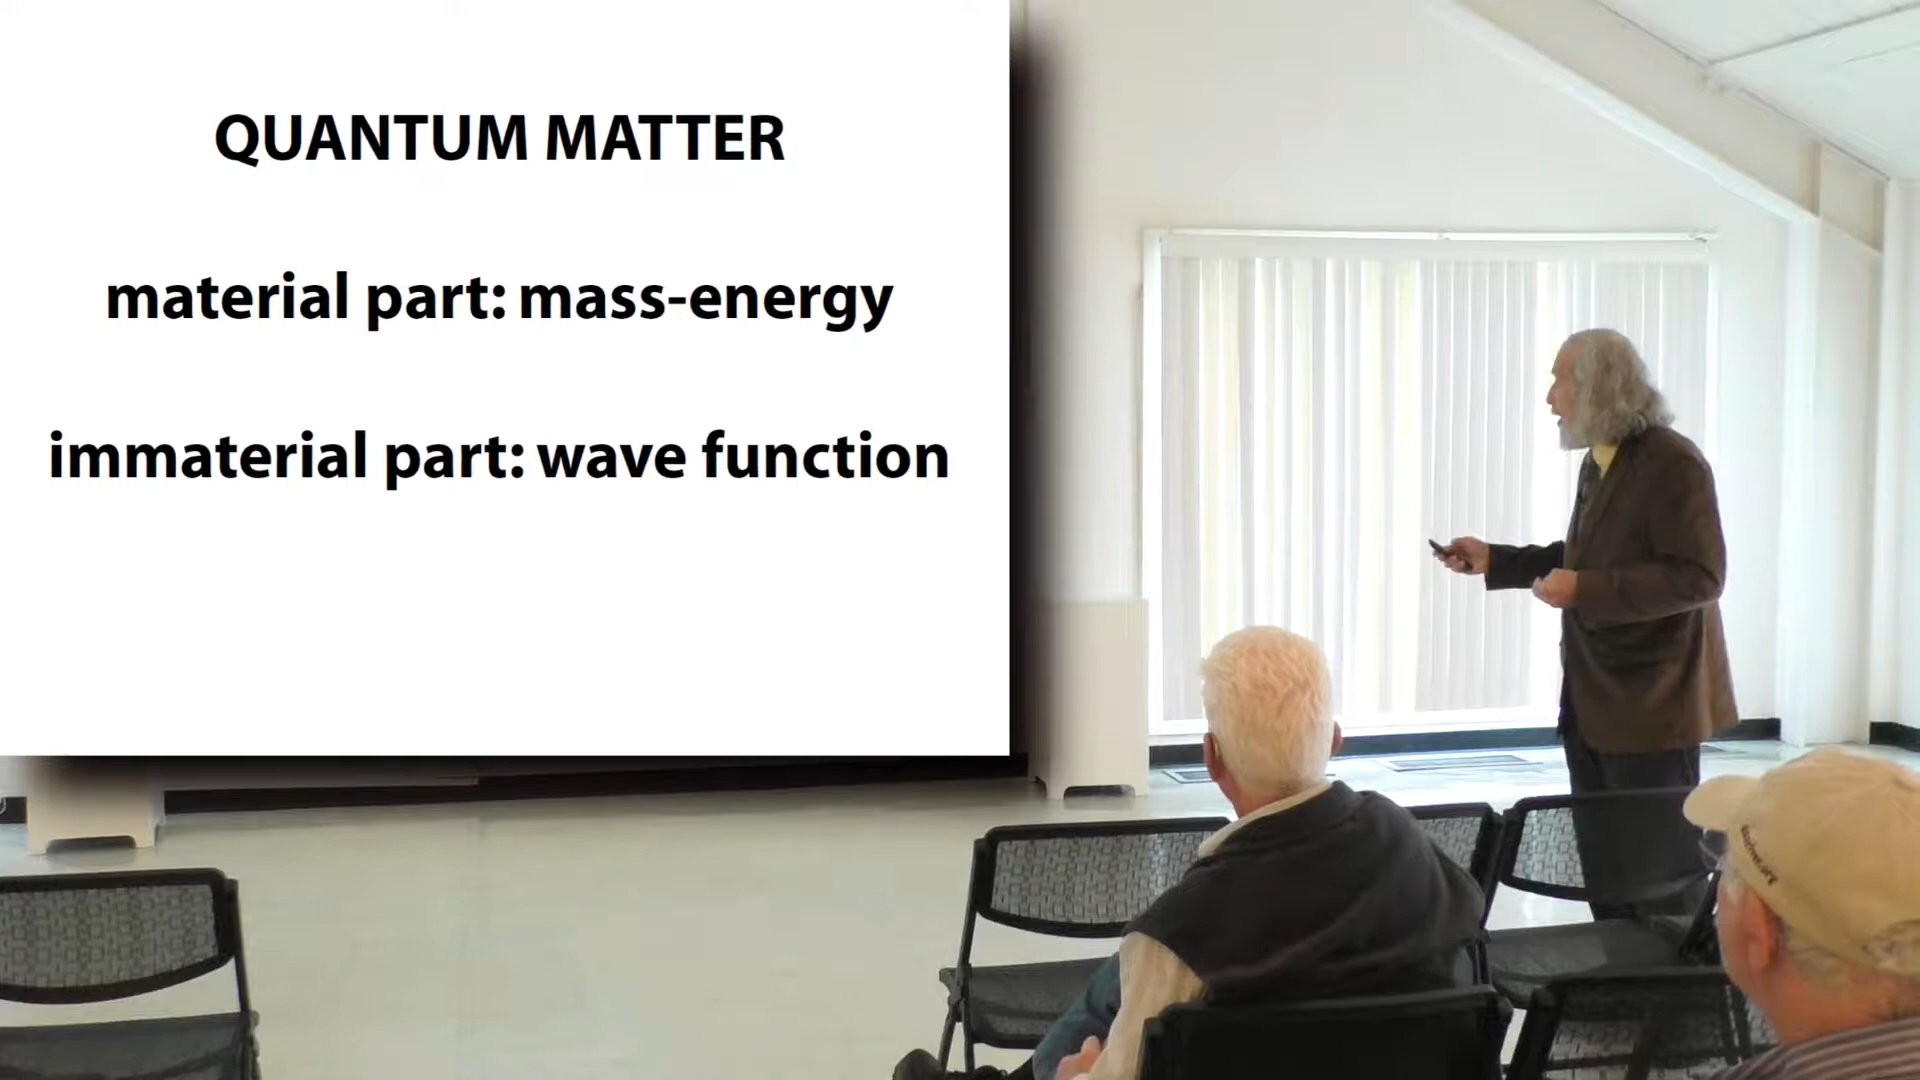 QUANTUM MATTER
material part: mass-energy
immaterial part: wave function